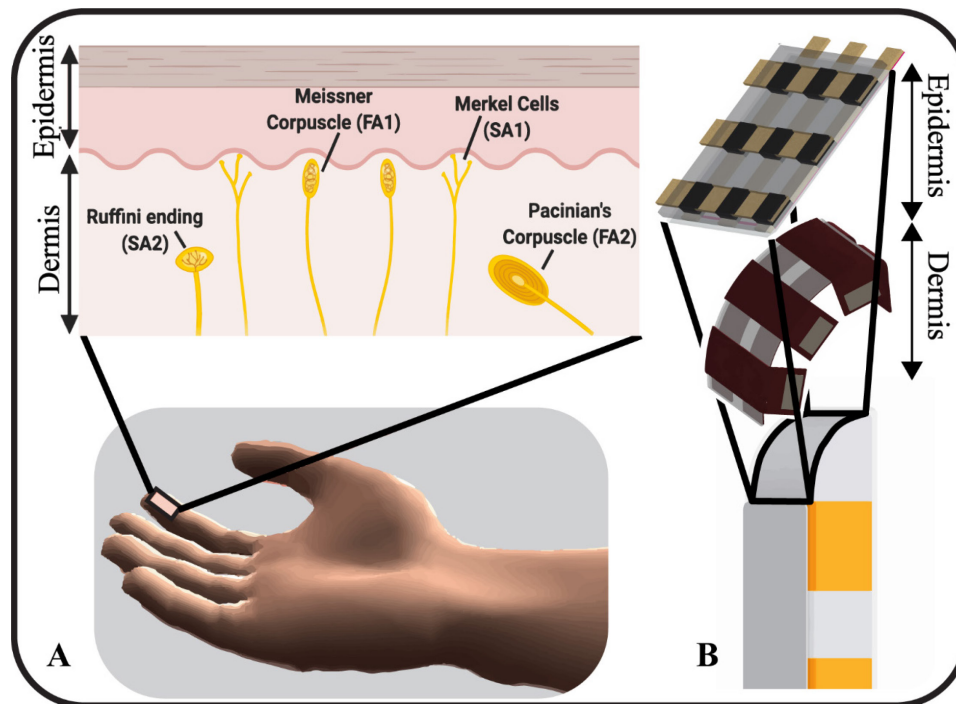 Epidermis
Dermis
Meissner
Corpuscle (FA1)
Merkel Cells
(SA1)
Ruffini ending
(SA2)
Pacinian's
Corpuscle (FA2)
A
Epidermis
Dermis
B